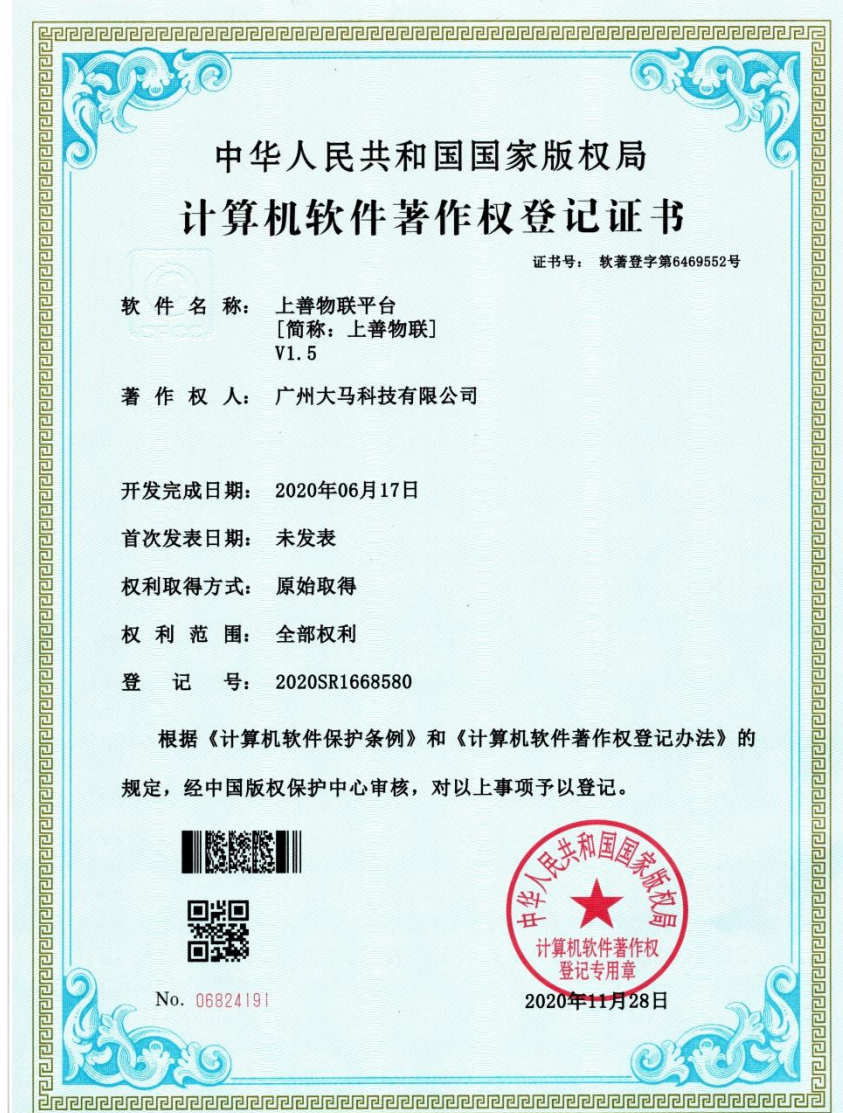 中华人民共和国国家版权局
计算机软件著作权登记证书
证书号： 软著登字第6469552号
CPCC
软件名称： 上善物联平台
[简称：上善物联]
V1.5
著作权人： 广州大马科技有限公司
开发完成日期： 2020年06月17日
首次发表日期： 未发表
权利取得方式： 原始取得
权利范围： 全部权利
登记号： 2020SR1668580
根据《计算机软件保护条例》和《计算机软件著作权登记办法》的
规定，经中国版权保护中心审核，对以上事项予以登记。
中华人民共和国国家版权局
计算机软件著作权
登记专用章
No. 06824191
2020年11月28日